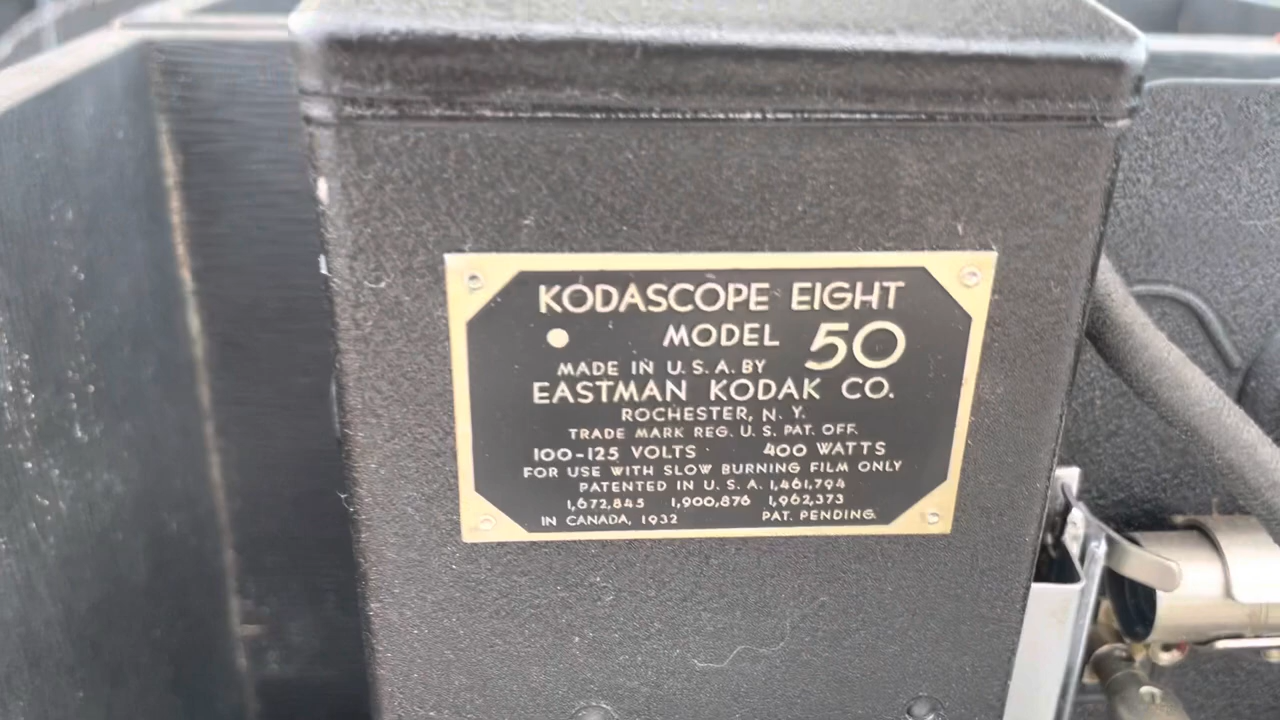 KODASCOPE EIGHT
MODEL 50
MADE IN U. S. A. BY
EASTMAN KODAK CO.
ROCHESTER, N. Y.
TRADE MARK REG. U. S. PAT. OFF.
100-125 VOLTS 400 WATTS
FOR USE WITH SLOW BURNING FILM ONLY
PATENTED IN U. S. A. 1,461,794
1,672,845 1,900,876 1,962,373
IN CANADA, 1932 PAT. PENDING.